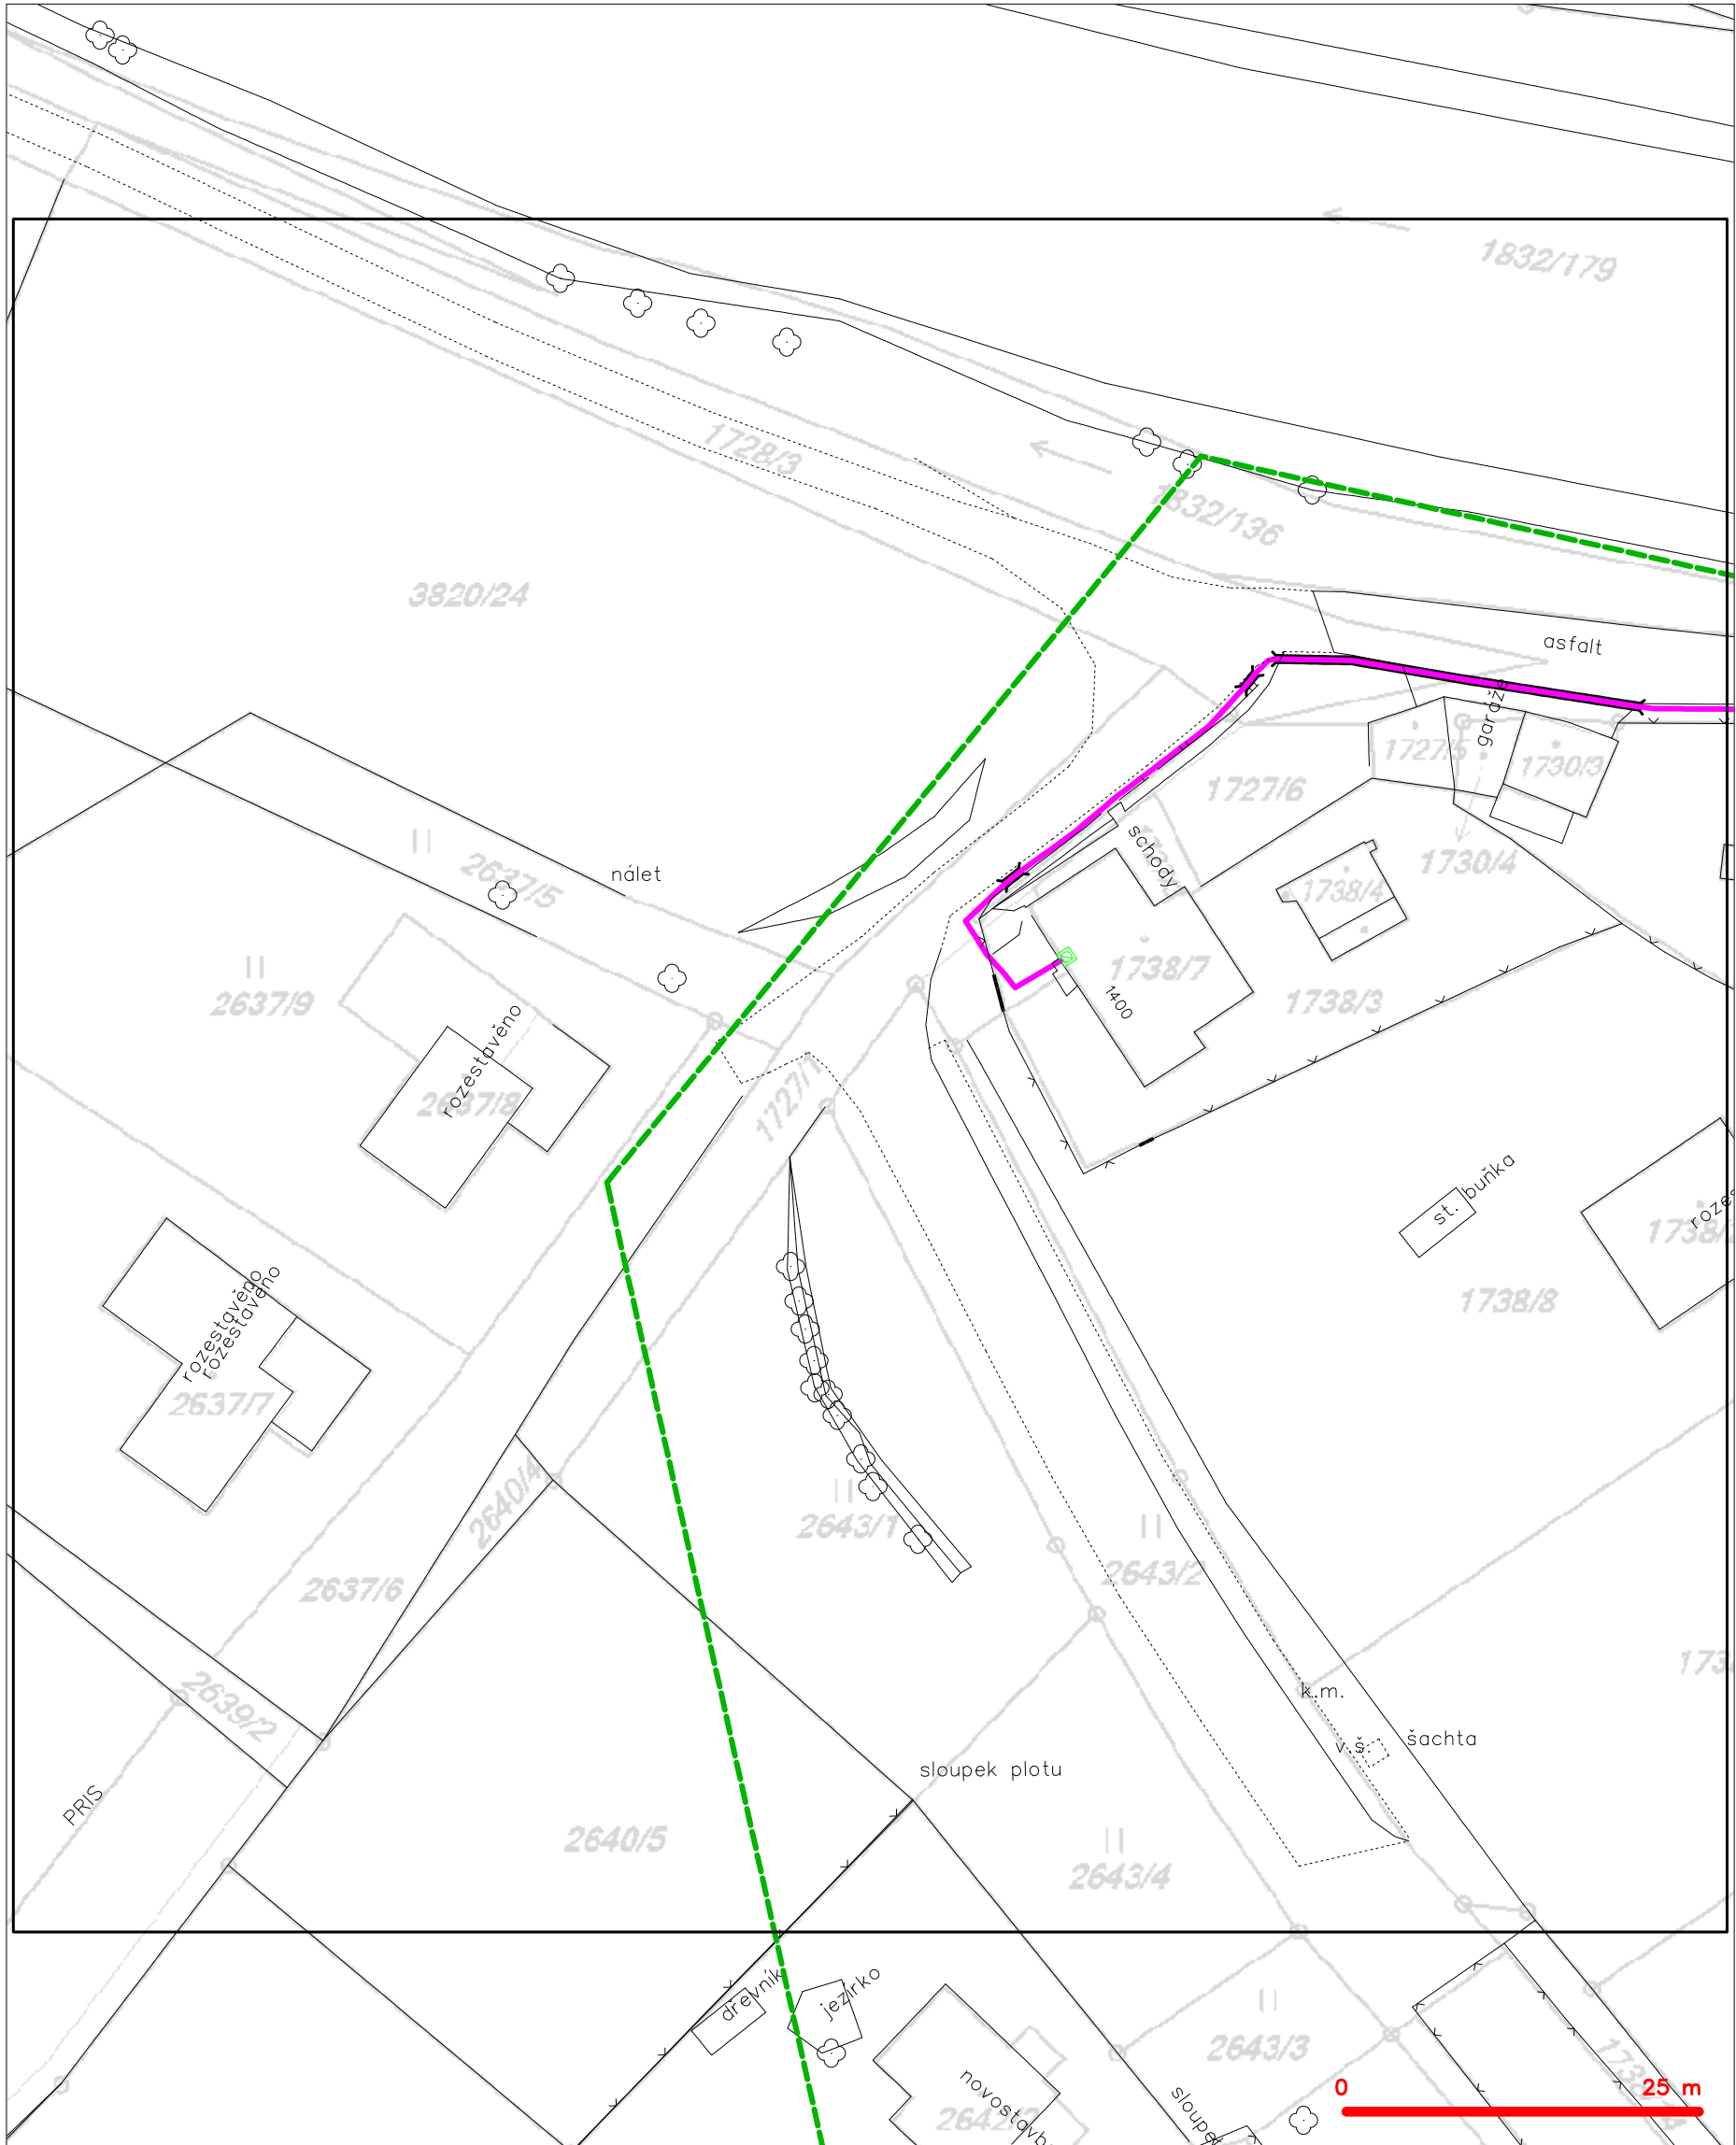 1832/179
1728/3
1832/136
3820/24
asfalt
garáže
1727/5
1730/3
1727/6
schody
1730/4
nálet
2637/5
1738/4
1738/7
1738/3
1400
2637/9
rozestavěno
2637/8
1727/1
st. buňka
1738/8
rozestavěno
rozestavěno
2637/7
2640/4
2643/1
2643/2
2637/6
2639/2
k.m.
v.š.
šachta
sloupek plotu
PRIS
2640/5
2643/4
dřevník
jezírko
2643/3
0
25 m